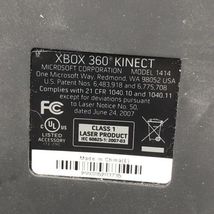 XBOX 360® KINECT
MICROSOFT CORPORATION MODEL 1414
One Microsoft Way, Redmond, WA 98052 USA
U.S. Patent Nos. 6,483,918 and 6,775,708
Complies with 21 CFR 1040.10 and 1040.11
except for deviations pursuant to
Laser Notice No. 50,
dated June 24, 2007
FC
UL
LISTED
CLASS 1
LASER PRODUCT
IEC 60825-1: 2007-03
Made in China